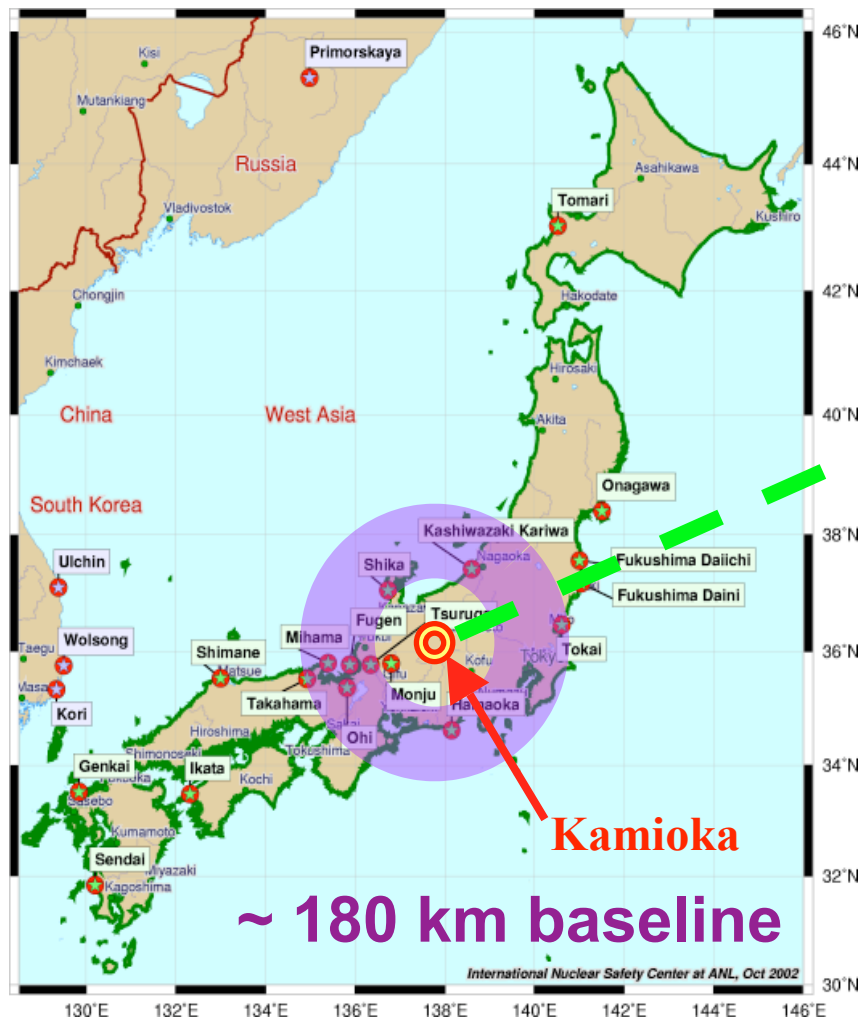 46°N
Primorskaya
Kisi
Mutankiang
Russia
44°N
Asahikawa
Tomari
Vladivostok
Kushiro
42°N
Chongjin
Hakodate
Kimchaek
Hirosaki
China
West Asia
40°N
Akita
Onagawa
South Korea
38°N
Kashiwazaki Kariwa
Nagaoka
Fukushima Daiichi
Ulchin
Shika
Fukushima Daini
Tsuruga
Fugen
Mihama
Wolsong
Taegu
Shimane
Matsue
Kofu
Tokai
36°N
Takahama
Monju
Hamaoka
Kori
Ohi
Sakai
Hiroshima
Tokushima
Shimonoseki
Genkai
Ikata
Kochi
34°N
Sasebo
Kumamoto
Kamioka
Sendai
Miyazaki
Kagoshima
32°N
~ 180 km baseline
International Nuclear Safety Center at ANL, Oct 2002
30°N
130°E 132°E 134°E 136°E 138°E 140°E 142°E 144°E 146°E